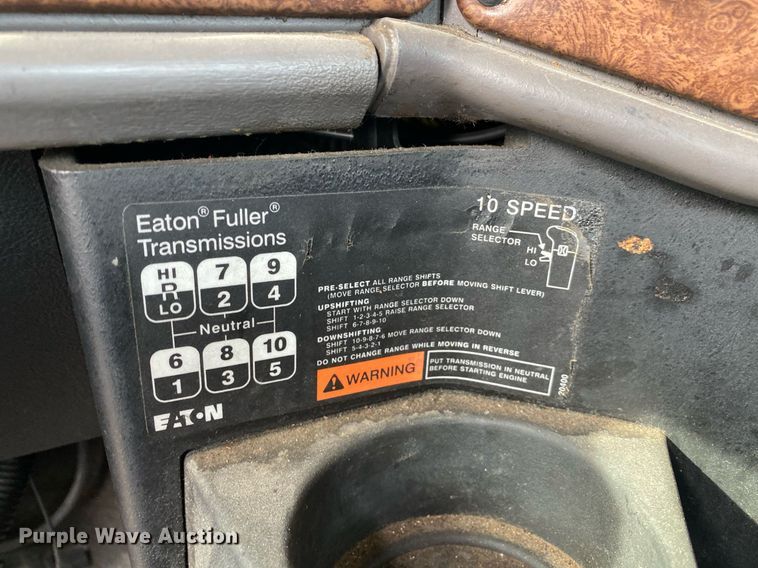 Eaton® Fuller®
Transmissions
10 SPEED
RANGE
SELECTOR
HI
LO
HI
R
LO
7
2
9
4
Neutral
6
1
8
3
10
5
EATON
PRE-SELECT ALL RANGE SHIFTS
(MOVE RANGE SELECTOR BEFORE MOVING SHIFT LEVER)
UPSHIFTING
START WITH RANGE SELECTOR DOWN
SHIFT 1-2-3-4-5 RAISE RANGE SELECTOR
SHIFT 6-7-8-9-10
DOWNSHIFTING
SHIFT 10-9-8-7-6 MOVE RANGE SELECTOR DOWN
SHIFT 5-4-3-2-1
DO NOT CHANGE RANGE WHILE MOVING IN REVERSE
WARNING
PUT TRANSMISSION IN NEUTRAL
BEFORE STARTING ENGINE
20400
Purple Wave Auction